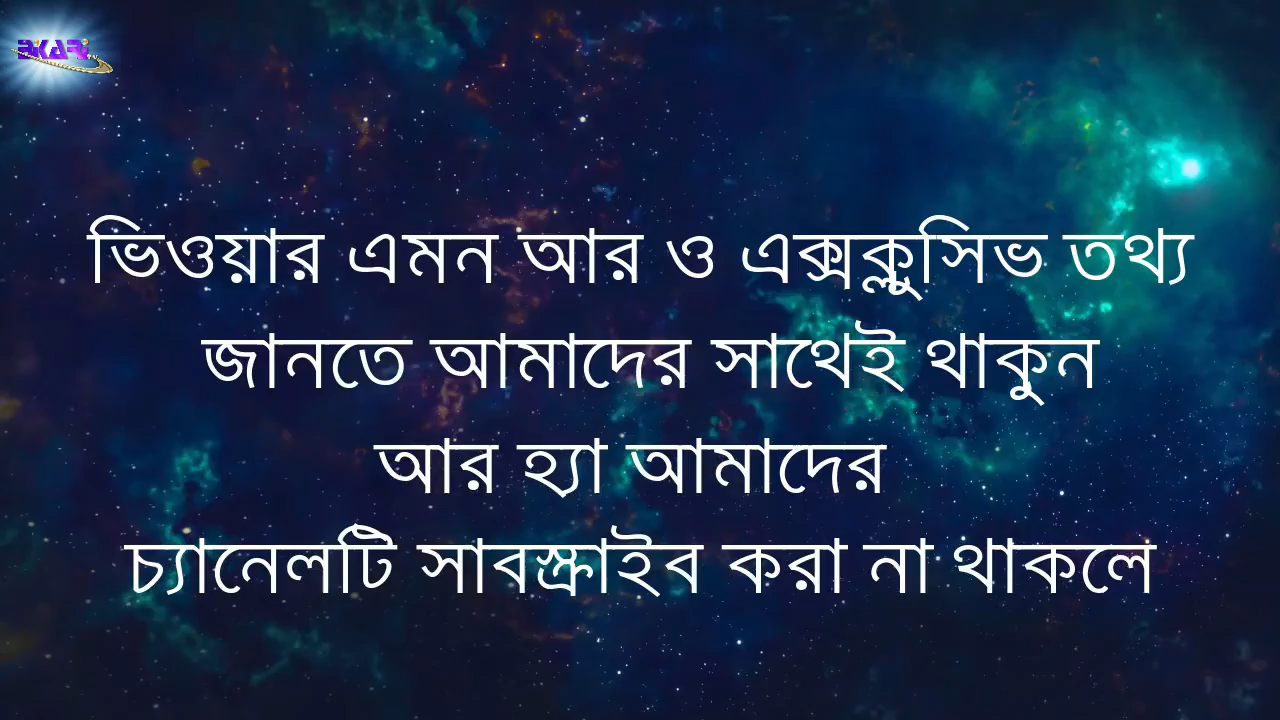 ভিওয়ার এমন আর ও এক্সক্লুসিভ তথ্য
জানতে আমাদের সাথেই থাকুন
আর হ্যা আমাদের
চ্যানেলটি সাবস্ক্রাইব করা না থাকলে